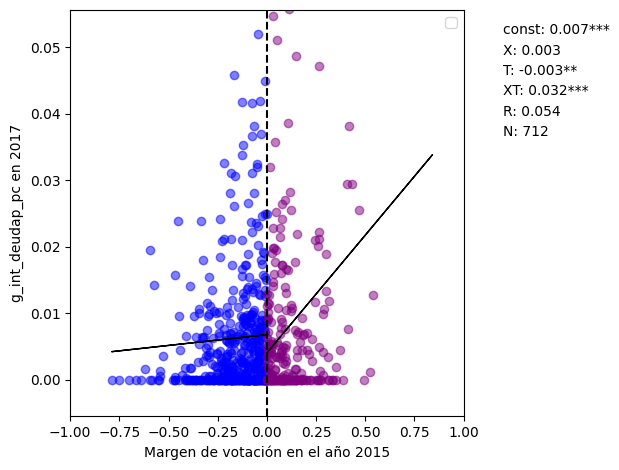 const: 0.007***
X: 0.003
T: -0.003**
XT: 0.032***
R: 0.054
N: 712
g_int_deudap_pc en 2017
0.05
0.04
0.03
0.02
0.01
0.00
−1.00 −0.75 −0.50 −0.25 0.00 0.25 0.50 0.75 1.00
Margen de votación en el año 2015